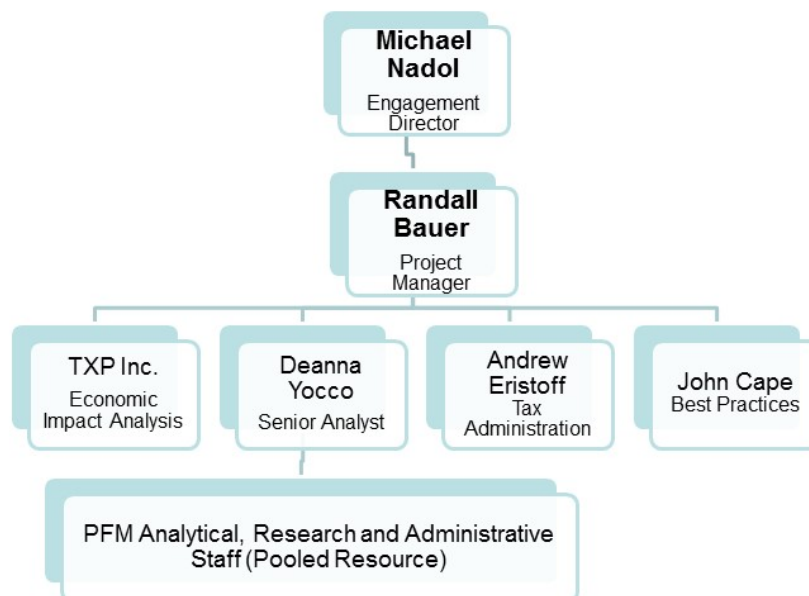 Michael
Nadol
Engagement
Director
Randall
Bauer
Project
Manager
TXP Inc.
Economic
Impact Analysis
Deanna
Yocco
Senior Analyst
Andrew
Eristoff
Tax
Administration
John Cape
Best Practices
PFM Analytical, Research and Administrative
Staff (Pooled Resource)